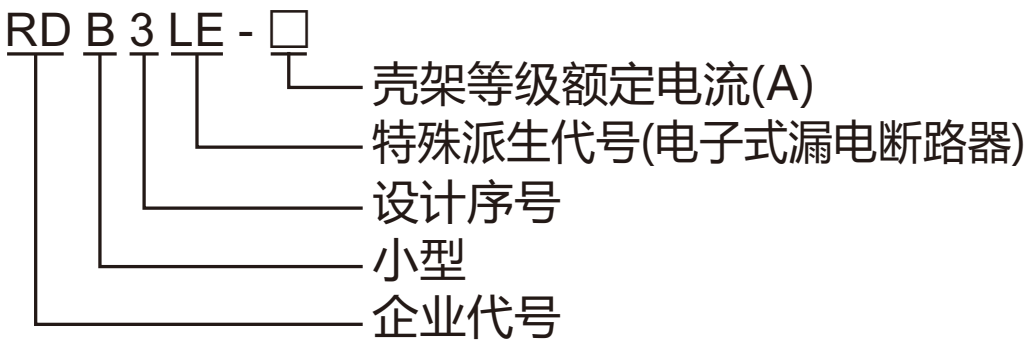 RD B 3 LE - □
壳架等级额定电流(A)
特殊派生代号(电子式漏电断路器)
设计序号
小型
企业代号